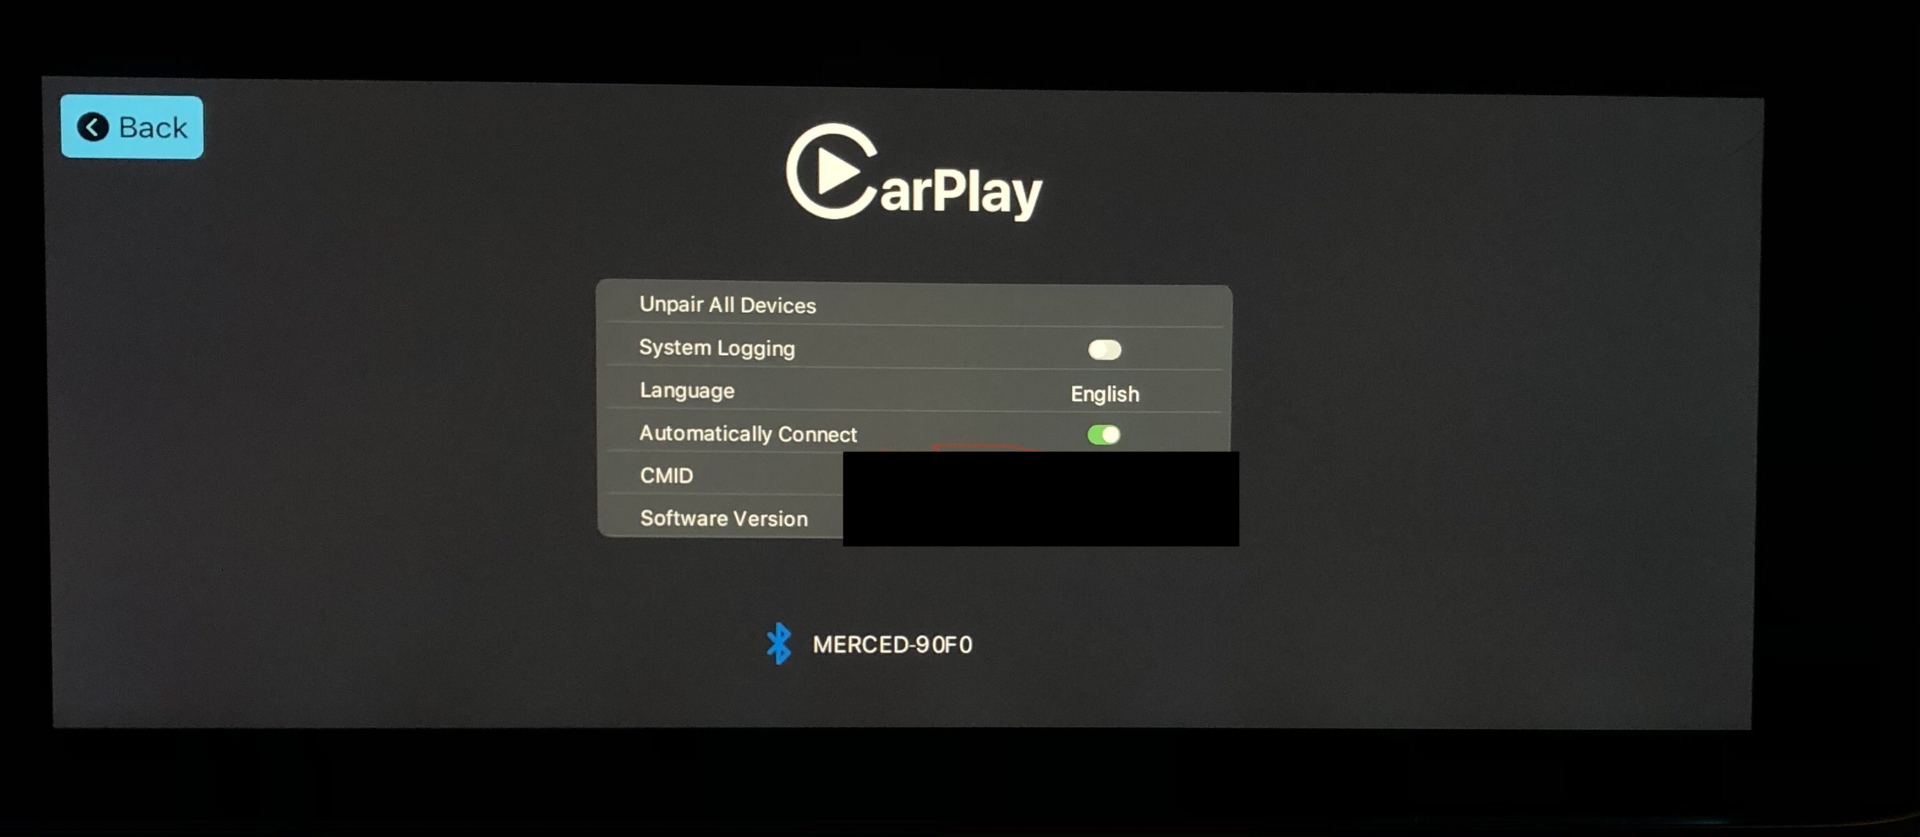 Back
CarPlay
Unpair All Devices
System Logging
Language English
Automatically Connect
CMID
Software Version
MERCED-90F0